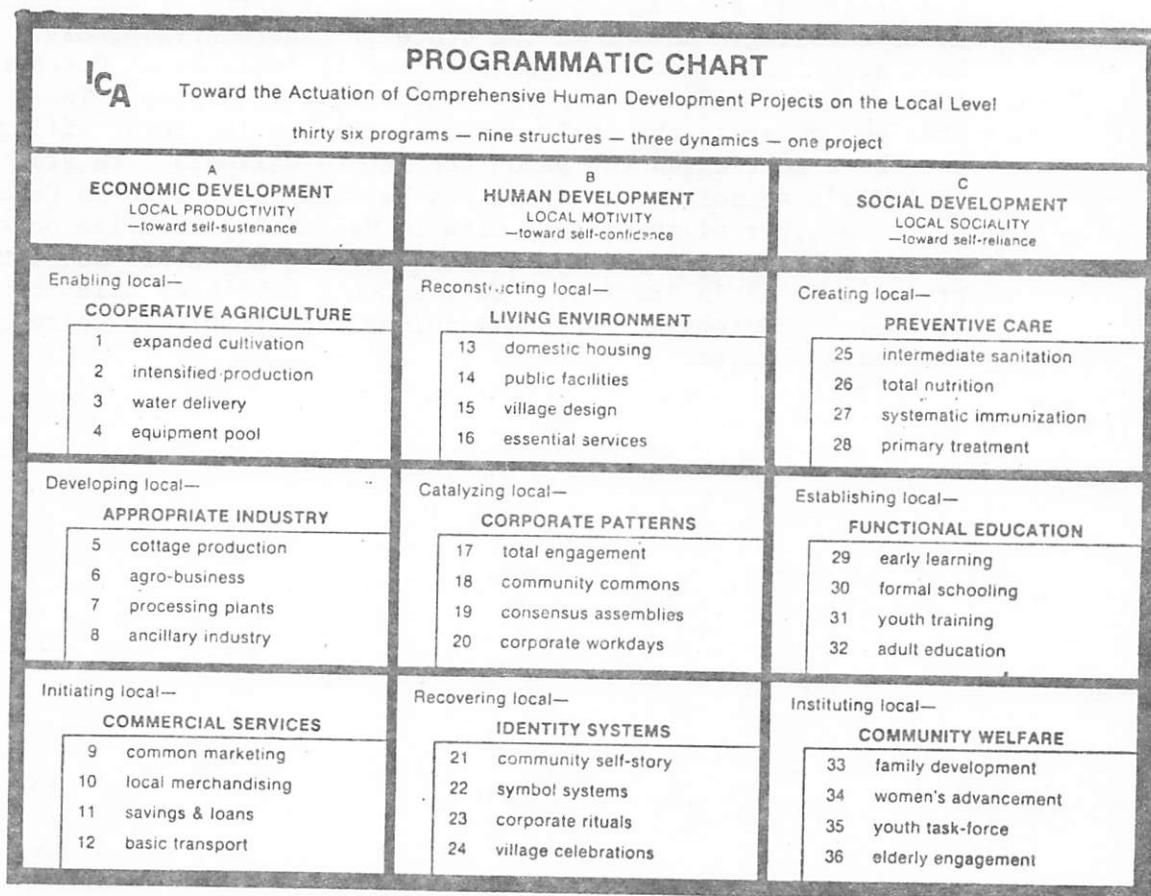 ICA
PROGRAMMATIC CHART
Toward the Actuation of Comprehensive Human Development Projects on the Local Level
thirty six programs — nine structures — three dynamics — one project
A
ECONOMIC DEVELOPMENT
LOCAL PRODUCTIVITY
—toward self-sustenance
B
HUMAN DEVELOPMENT
LOCAL MOTIVITY
—toward self-confidence
C
SOCIAL DEVELOPMENT
LOCAL SOCIALITY
—toward self-reliance
Enabling local—
COOPERATIVE AGRICULTURE
1 expanded cultivation
2 intensified production
3 water delivery
4 equipment pool
Reconstructing local—
LIVING ENVIRONMENT
13 domestic housing
14 public facilities
15 village design
16 essential services
Creating local—
PREVENTIVE CARE
25 intermediate sanitation
26 total nutrition
27 systematic immunization
28 primary treatment
Developing local—
APPROPRIATE INDUSTRY
5 cottage production
6 agro-business
7 processing plants
8 ancillary industry
Catalyzing local—
CORPORATE PATTERNS
17 total engagement
18 community commons
19 consensus assemblies
20 corporate workdays
Establishing local—
FUNCTIONAL EDUCATION
29 early learning
30 formal schooling
31 youth training
32 adult education
Initiating local—
COMMERCIAL SERVICES
9 common marketing
10 local merchandising
11 savings & loans
12 basic transport
Recovering local—
IDENTITY SYSTEMS
21 community self-story
22 symbol systems
23 corporate rituals
24 village celebrations
Instituting local—
COMMUNITY WELFARE
33 family development
34 women's advancement
35 youth task-force
36 elderly engagement